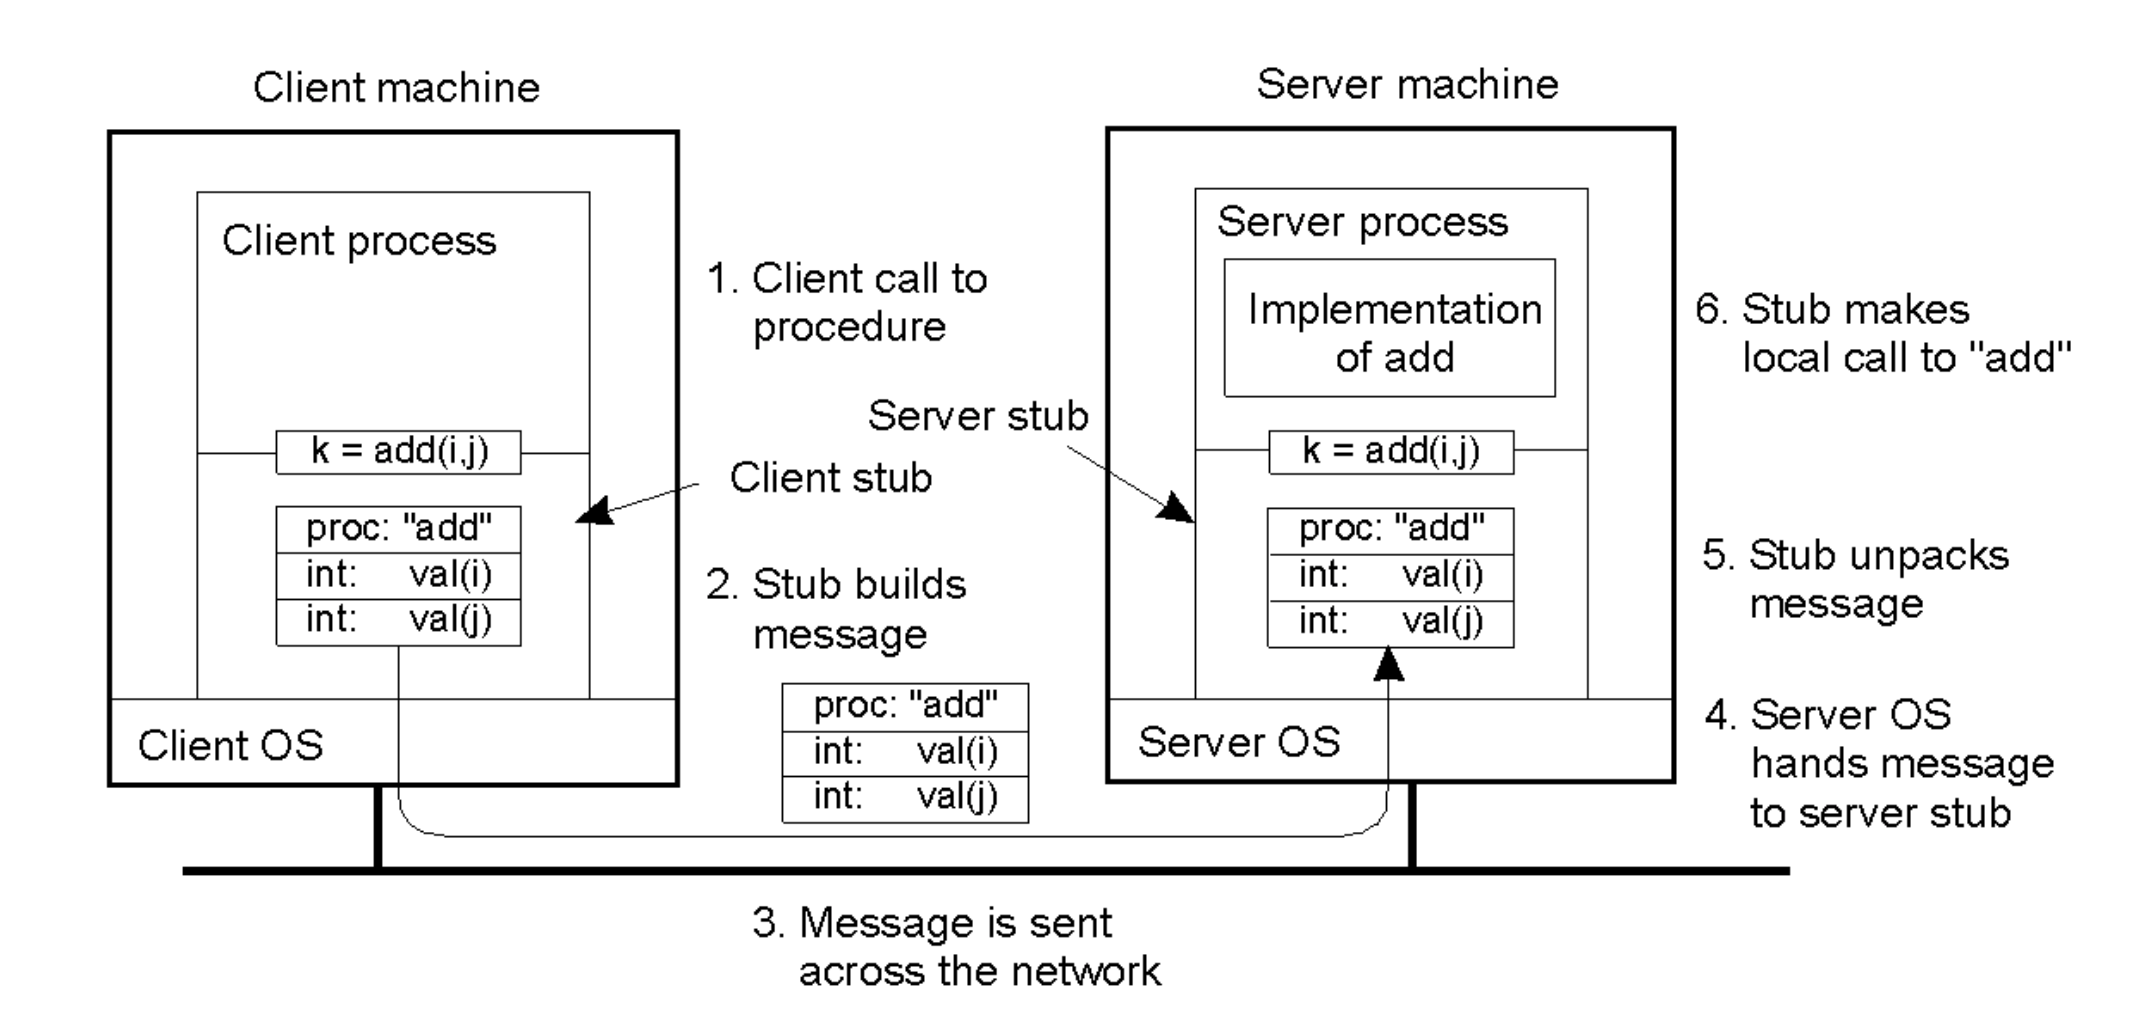 Client machine
Client process
k = add(i,j)
proc: "add"
int: val(i)
int: val(j)
Client OS
1. Client call to
procedure
Server stub
Client stub
2. Stub builds
message
proc: "add"
int: val(i)
int: val(j)
3. Message is sent
across the network
Server machine
Server process
Implementation
of add
k = add(i,j)
proc: "add"
int: val(i)
int: val(j)
Server OS
6. Stub makes
local call to "add"
5. Stub unpacks
message
4. Server OS
hands message
to server stub